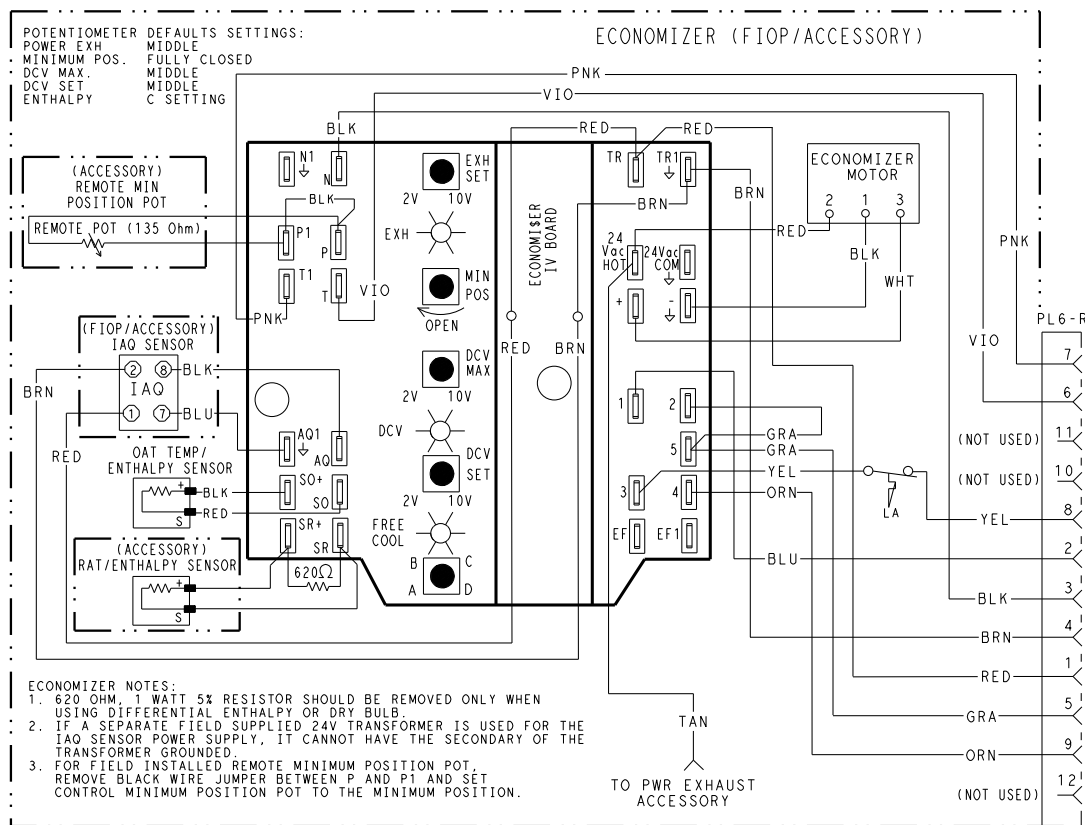 POTENTIOMETER DEFAULTS SETTINGS:
POWER EXH MIDDLE
MINIMUM POS. FULLY CLOSED
DCV MAX. MIDDLE
DCV SET MIDDLE
ENTHALPY C SETTING
ECONOMIZER (FIOP/ACCESSORY)
PNK
VIO
BLK
RED
RED
(ACCESSORY)
REMOTE MIN
POSITION POT
REMOTE POT (135 Ohm)
N1
N
BLK
P1
P
T1
T
VIO
PNK
EXH
SET
2V 10V
EXH
MIN
POS
OPEN
DCV
MAX
2V 10V
DCV
DCV
SET
2V 10V
FREE
COOL
B C
A D
ECONOMI$ER
IV BOARD
RED
BRN
TR
TR1
BRN
BRN
24
Vac
HOT
24Vac
COM
+
-
RED
ECONOMIZER
MOTOR
2 1 3
BLK
WHT
PNK
VIO
1
2
5
3
4
EF
EF1
GRA
GRA
YEL
ORN
LA
BLU
(FIOP/ACCESSORY)
IAQ SENSOR
2 8
IAQ
1 7
BLK
BLU
BRN
RED
AQ1
AQ
OAT TEMP/
ENTHALPY SENSOR
+
S
BLK
RED
SO+
SO
SR+
SR
620Ω
(ACCESSORY)
RAT/ENTHALPY SENSOR
+
S
PL6-R
7
6
(NOT USED) 11
(NOT USED) 10
YEL 8
2
BLK 3
BRN 4
RED 1
GRA 5
ORN 9
(NOT USED) 12
TAN
TO PWR EXHAUST
ACCESSORY
ECONOMIZER NOTES:
1. 620 OHM, 1 WATT 5% RESISTOR SHOULD BE REMOVED ONLY WHEN
USING DIFFERENTIAL ENTHALPY OR DRY BULB.
2. IF A SEPARATE FIELD SUPPLIED 24V TRANSFORMER IS USED FOR THE
IAQ SENSOR POWER SUPPLY, IT CANNOT HAVE THE SECONDARY OF THE
TRANSFORMER GROUNDED.
3. FOR FIELD INSTALLED REMOTE MINIMUM POSITION POT,
REMOVE BLACK WIRE JUMPER BETWEEN P AND P1 AND SET
CONTROL MINIMUM POSITION POT TO THE MINIMUM POSITION.